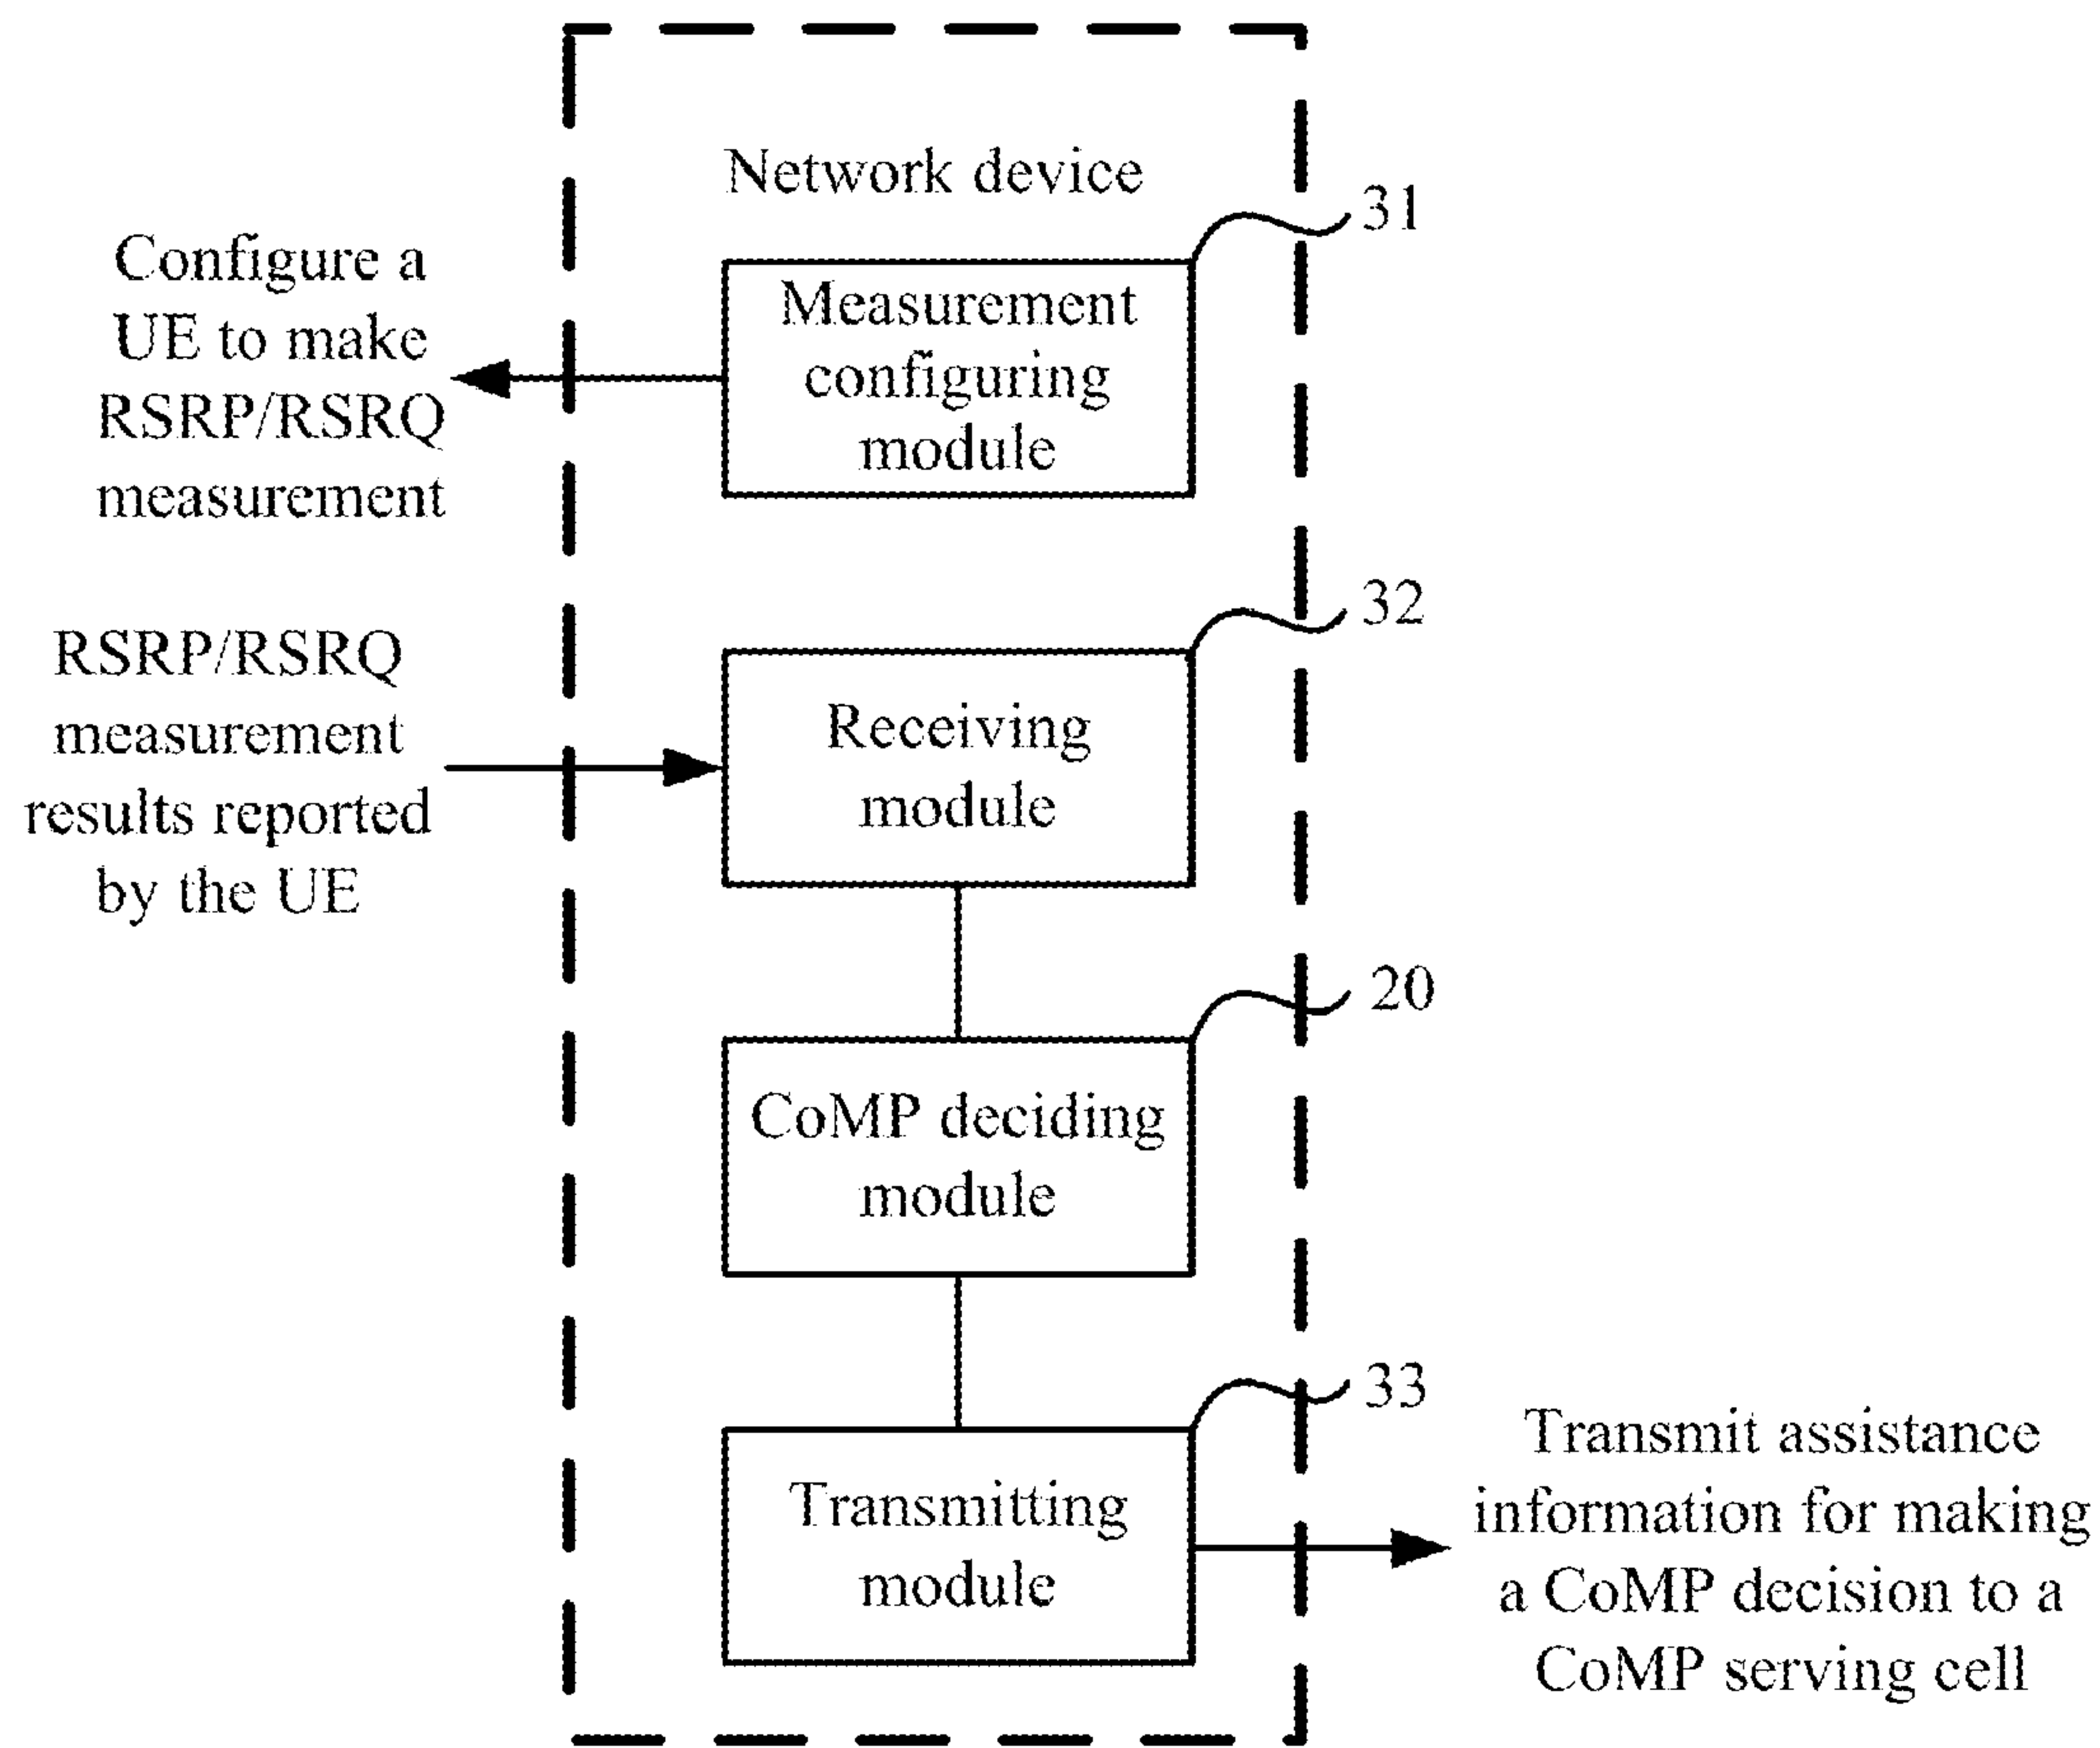 Network device
31
Configure a
UE to make
RSRP/RSRQ
measurement
Measurement
configuring
module
32
RSRP/RSRQ
measurement
results reported
by the UE
Receiving
module
20
CoMP deciding
module
33
Transmitting
module
Transmit assistance
information for making
a CoMP decision to a
CoMP serving cell